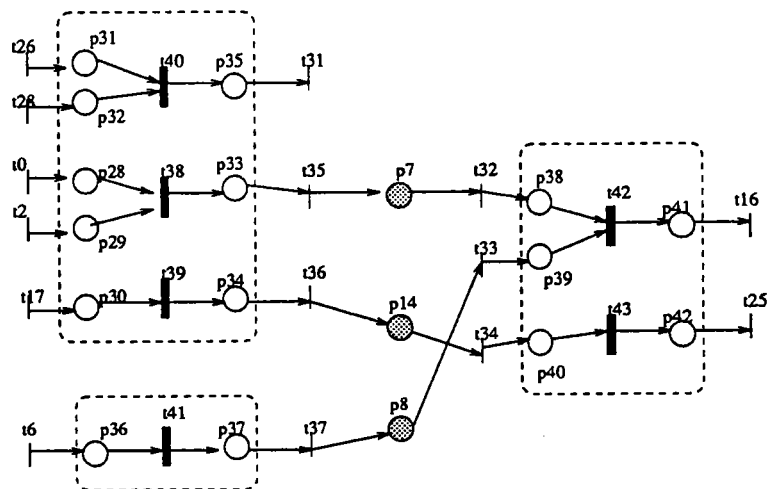 t26 p31 t40 p35 t31
t28 p32
t0 p28 t38 p33 t35 p7 t32 p38 t42 p41 t16
t2 p29 t33 p39
t17 p30 t39 p34 t36 p14 t34 p40 t43 p42 t25
t6 p36 t41 p37 t37 p8